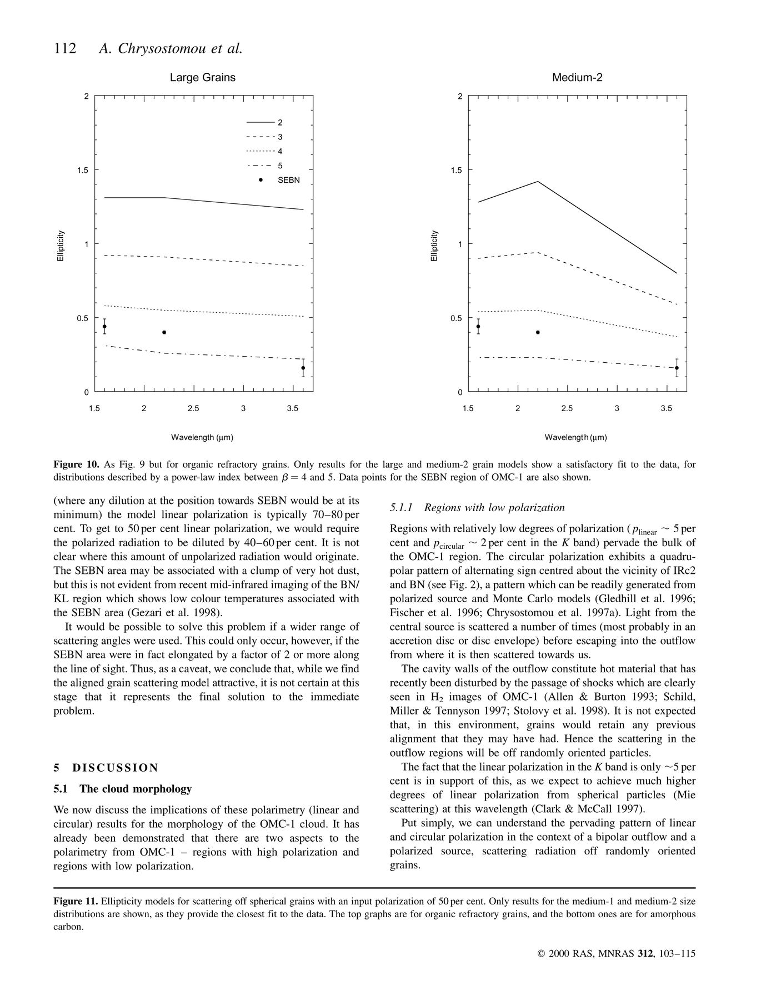 112 A. Chrysostomou et al.
Large Grains
2
1.5
1
0.5
0
Ellipticity
2
3
4
5
SEBN
1.5 2 2.5 3 3.5
Wavelength (μm)
Medium-2
2
1.5
1
0.5
0
Ellipticity
1.5 2 2.5 3 3.5
Wavelength (μm)
Figure 10. As Fig. 9 but for organic refractory grains. Only results for the large and medium-2 grain models show a satisfactory fit to the data, for
distributions described by a power-law index between β = 4 and 5. Data points for the SEBN region of OMC-1 are also shown.
(where any dilution at the position towards SEBN would be at its
minimum) the model linear polarization is typically 70–80 per
cent. To get to 50 per cent linear polarization, we would require
the polarized radiation to be diluted by 40–60 per cent. It is not
clear where this amount of unpolarized radiation would originate.
The SEBN area may be associated with a clump of very hot dust,
but this is not evident from recent mid-infrared imaging of the BN/
KL region which shows low colour temperatures associated with
the SEBN area (Gezari et al. 1998).
It would be possible to solve this problem if a wider range of
scattering angles were used. This could only occur, however, if the
SEBN area were in fact elongated by a factor of 2 or more along
the line of sight. Thus, as a caveat, we conclude that, while we find
the aligned grain scattering model attractive, it is not certain at this
stage that it represents the final solution to the immediate
problem.
5 DISCUSSION
5.1 The cloud morphology
We now discuss the implications of these polarimetry (linear and
circular) results for the morphology of the OMC-1 cloud. It has
already been demonstrated that there are two aspects to the
polarimetry from OMC-1 – regions with high polarization and
regions with low polarization.
5.1.1 Regions with low polarization
Regions with relatively low degrees of polarization (plinear ~ 5 per
cent and pcircular ~ 2 per cent in the K band) pervade the bulk of
the OMC-1 region. The circular polarization exhibits a quadru-
polar pattern of alternating sign centred about the vicinity of IRc2
and BN (see Fig. 2), a pattern which can be readily generated from
polarized source and Monte Carlo models (Gledhill et al. 1996;
Fischer et al. 1996; Chrysostomou et al. 1997a). Light from the
central source is scattered a number of times (most probably in an
accretion disc or disc envelope) before escaping into the outflow
from where it is then scattered towards us.
The cavity walls of the outflow constitute hot material that has
recently been disturbed by the passage of shocks which are clearly
seen in H2 images of OMC-1 (Allen & Burton 1993; Schild,
Miller & Tennyson 1997; Stolovy et al. 1998). It is not expected
that, in this environment, grains would retain any previous
alignment that they may have had. Hence the scattering in the
outflow regions will be off randomly oriented particles.
The fact that the linear polarization in the K band is only ~5 per
cent is in support of this, as we expect to achieve much higher
degrees of linear polarization from spherical particles (Mie
scattering) at this wavelength (Clark & McCall 1997).
Put simply, we can understand the pervading pattern of linear
and circular polarization in the context of a bipolar outflow and a
polarized source, scattering radiation off randomly oriented
grains.
Figure 11. Ellipticity models for scattering off spherical grains with an input polarization of 50 per cent. Only results for the medium-1 and medium-2 size
distributions are shown, as they provide the closest fit to the data. The top graphs are for organic refractory grains, and the bottom ones are for amorphous
carbon.
© 2000 RAS, MNRAS 312, 103–115